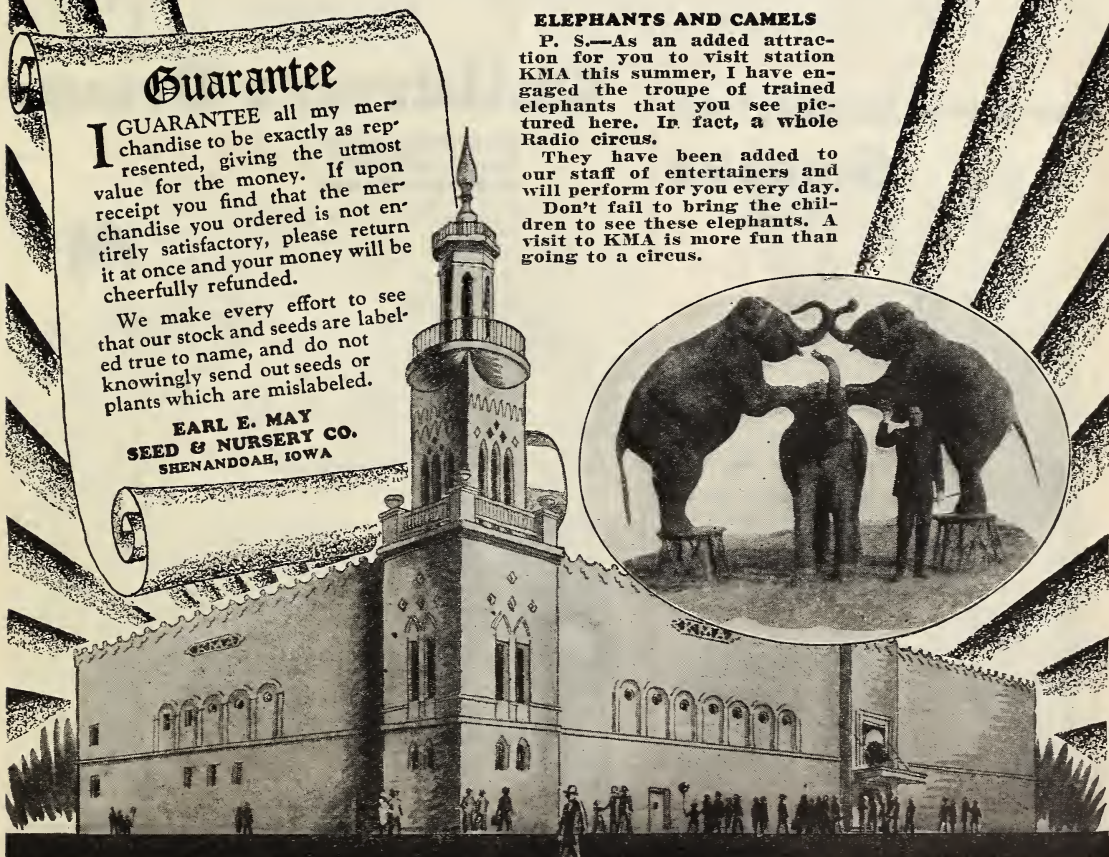 Guarantee
I GUARANTEE all my mer-
chandise to be exactly as rep-
resented, giving the utmost
value for the money. If upon
receipt you find that the mer-
chandise you ordered is not en-
tirely satisfactory, please return
it at once and your money will be
cheerfully refunded.
We make every effort to see
that our stock and seeds are label-
ed true to name, and do not
knowingly send out seeds or
plants which are mislabeled.
EARL E. MAY
SEED & NURSERY CO.
SHENANDOAH, IOWA
ELEPHANTS AND CAMELS
P. S.—As an added attrac-
tion for you to visit station
KMA this summer, I have en-
gaged the troupe of trained
elephants that you see pic-
tured here. In fact, a whole
Radio circus.
They have been added to
our staff of entertainers and
will perform for you every day.
Don't fail to bring the chil-
dren to see these elephants. A
visit to KMA is more fun than
going to a circus.